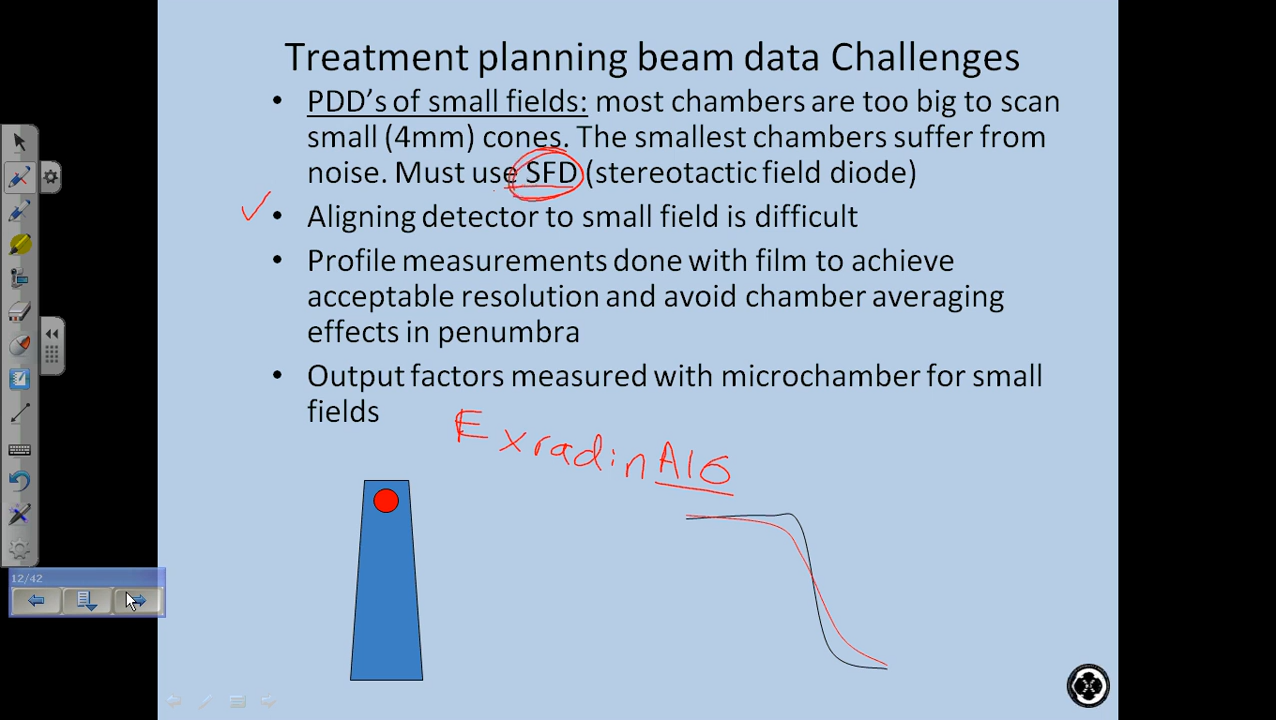 Treatment planning beam data Challenges
• PDD's of small fields: most chambers are too big to scan
small (4mm) cones. The smallest chambers suffer from
noise. Must use SFD (stereotactic field diode)
• Aligning detector to small field is difficult
• Profile measurements done with film to achieve
acceptable resolution and avoid chamber averaging
effects in penumbra
• Output factors measured with microchamber for small
fields
Exradin A16
12/42